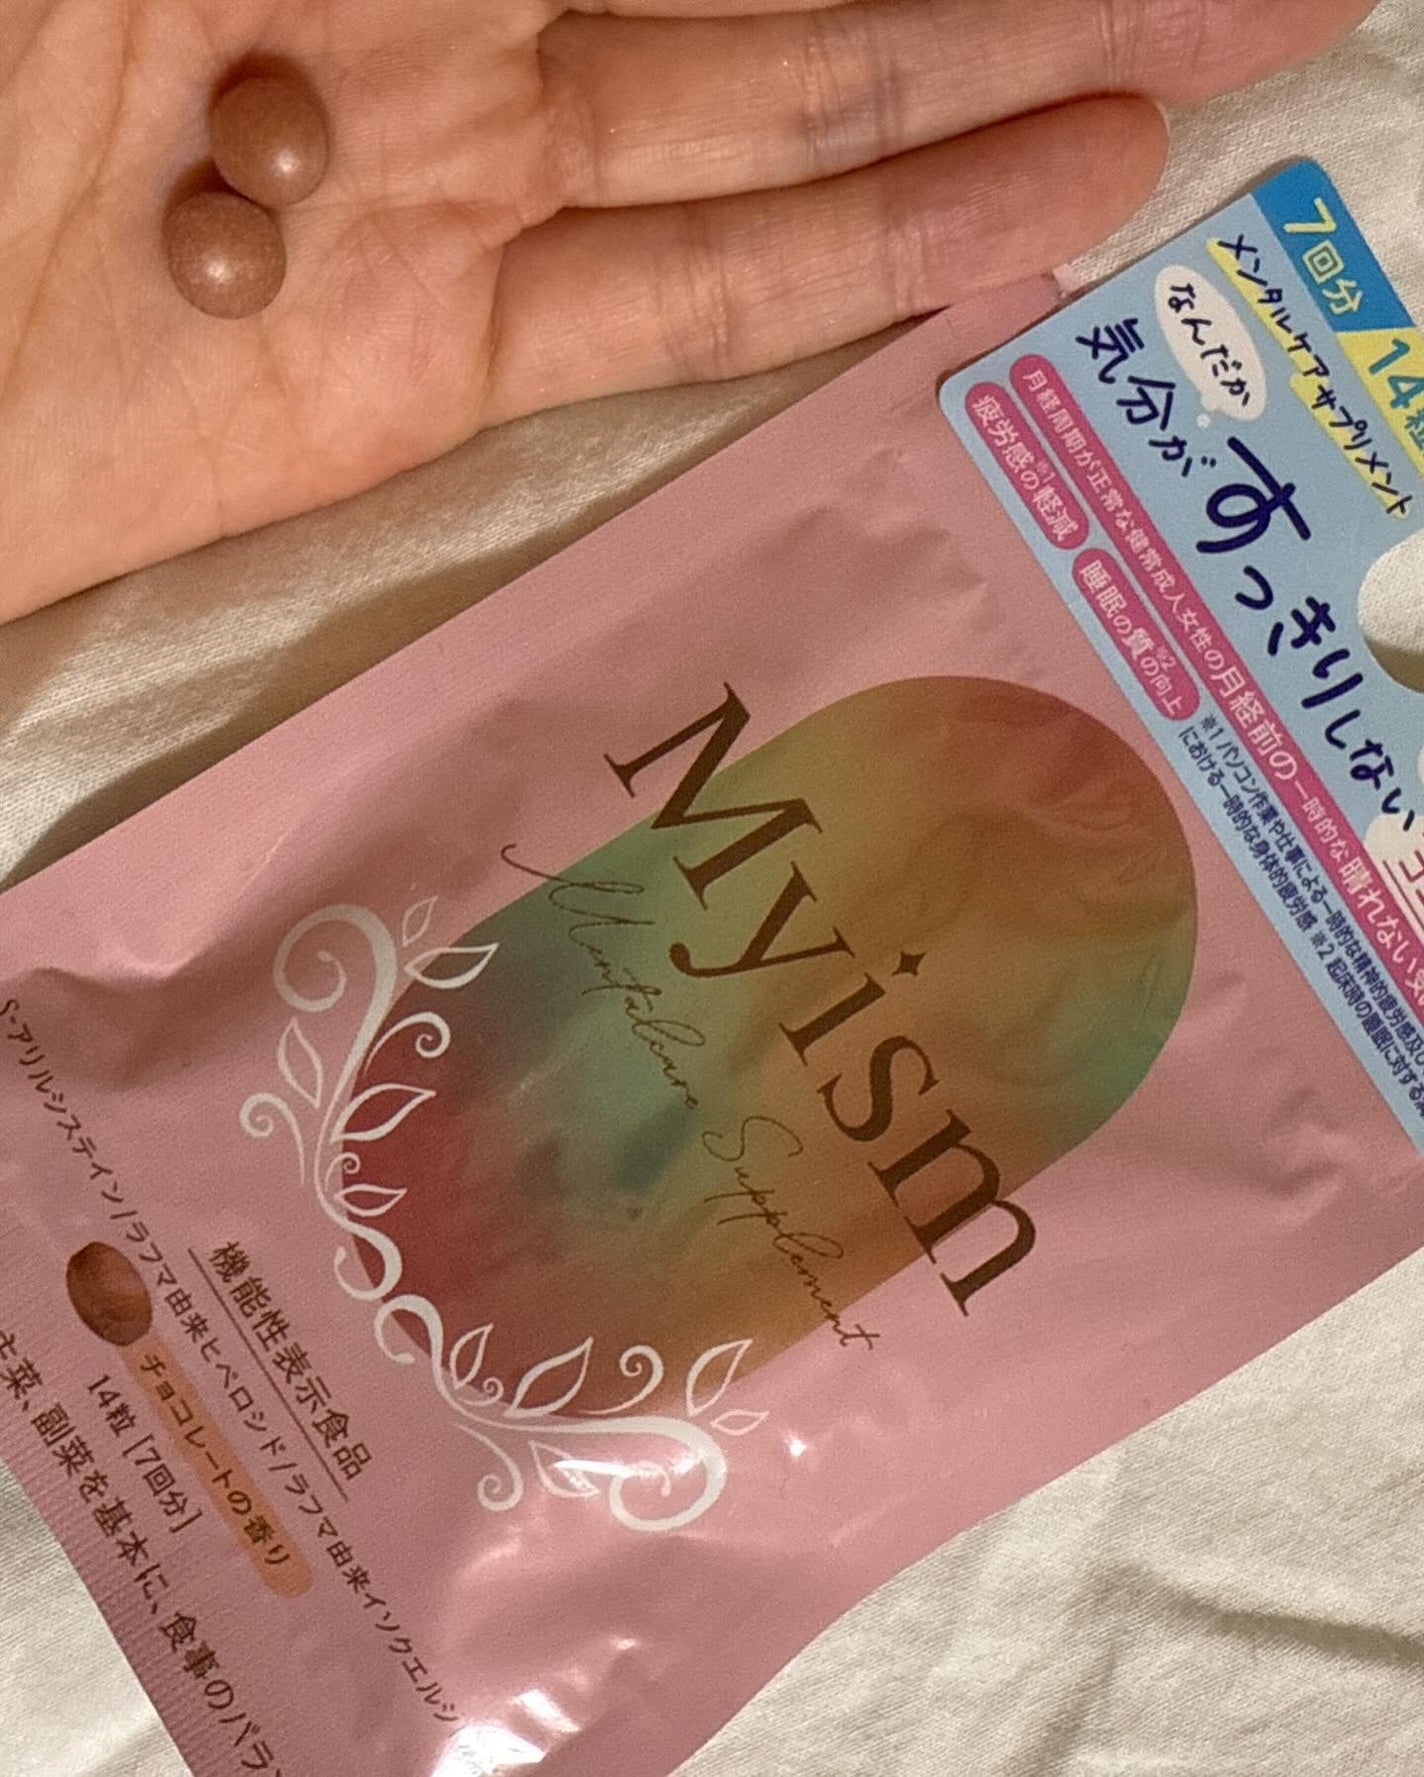 7回分
14粒
メンタルケアサプリメント
なんだか
気分がすっきりしない
月経周期が正常な健常成人女性の月経前の一時的な晴れない気
疲労感の※1軽減
睡眠の質※2の向上
※1 パソコン作業や仕事による一時的な精神的疲労感及び
における一時的な身体的疲労感 ※2 起床時の睡眠に対する
Myism
Mentalcare Supplement
機能性表示食品
S-アリルシステイン/ラフマ由来ヒペロシド/ラフマ由来イソクエルシ
チョコレートの香り
14粒［7回分］
主菜、副菜を基本に、食事のバラ